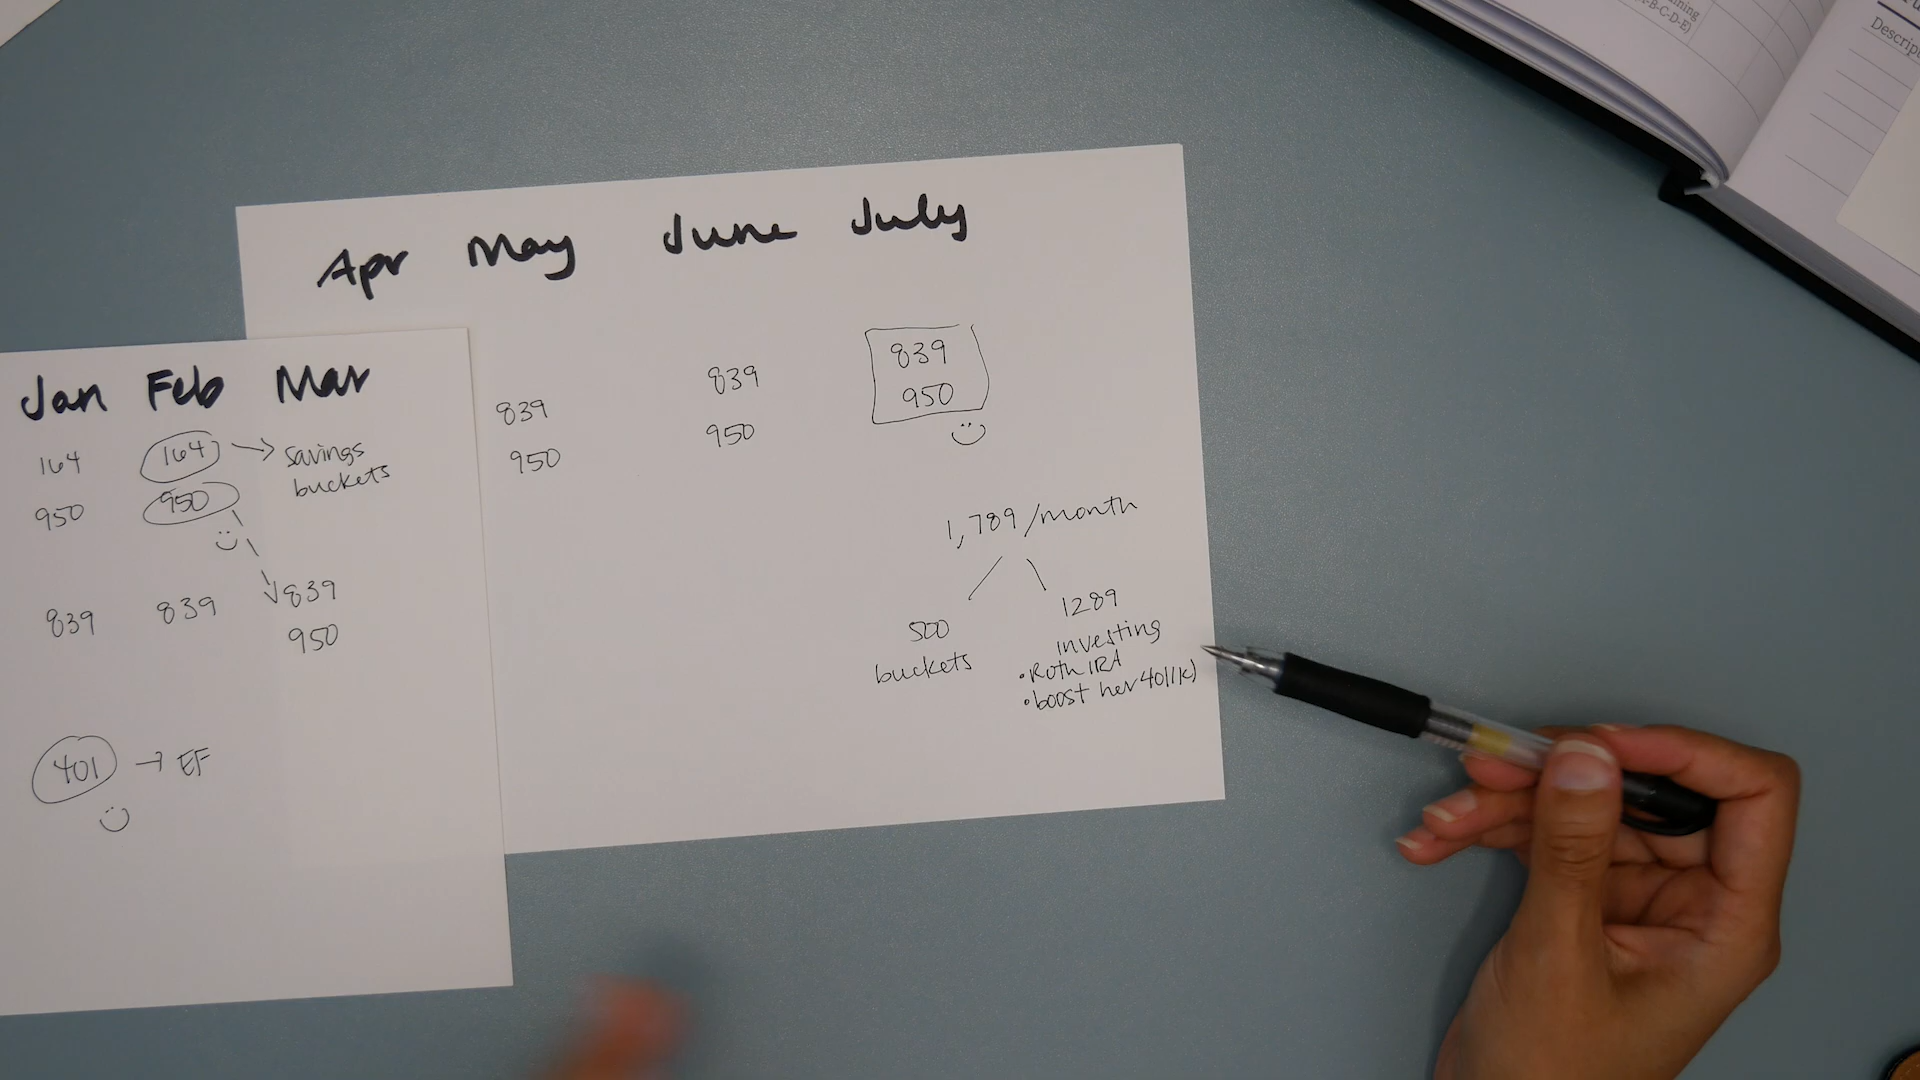 Apr May June July
839 839 839
950 950 950
1,789/month
500 1289
buckets investing
• Roth IRA
• boost her 401(k)
Jan Feb Mar
164 164 → savings
buckets
950 950
839 839 839
950
401 → EF
Descrip
B-C-D-E)